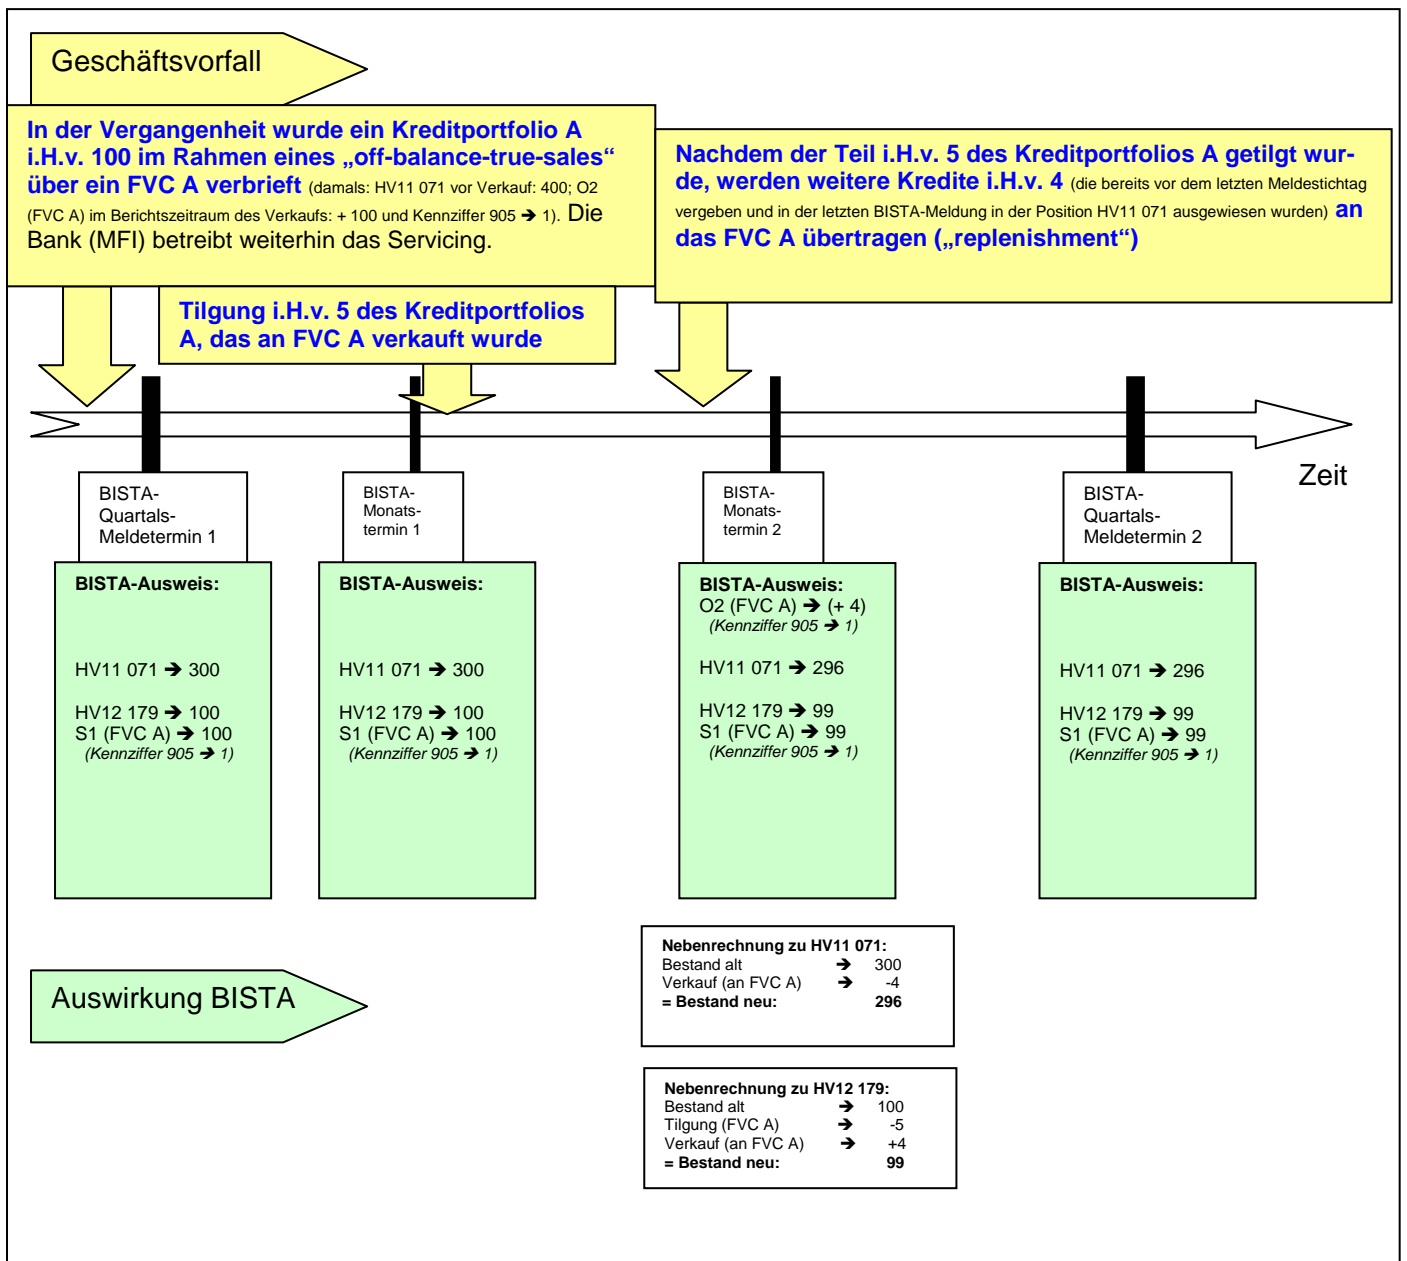 Geschäftsvorfall
In der Vergangenheit wurde ein Kreditportfolio A
i.H.v. 100 im Rahmen eines „off-balance-true-sales“
über ein FVC A verbrieft (damals: HV11 071 vor Verkauf: 400; O2
(FVC A) im Berichtszeitraum des Verkaufs: + 100 und Kennziffer 905 ➔ 1). Die
Bank (MFI) betreibt weiterhin das Servicing.
Nachdem der Teil i.H.v. 5 des Kreditportfolios A getilgt wur-
de, werden weitere Kredite i.H.v. 4 (die bereits vor dem letzten Meldestichtag
vergeben und in der letzten BISTA-Meldung in der Position HV11 071 ausgewiesen wurden) an
das FVC A übertragen („replenishment“)
Tilgung i.H.v. 5 des Kreditportfolios
A, das an FVC A verkauft wurde
Zeit
BISTA-
Quartals-
Meldetermin 1
BISTA-
Monats-
termin 1
BISTA-
Monats-
termin 2
BISTA-
Quartals-
Meldetermin 2
BISTA-Ausweis:
HV11 071 ➔ 300
HV12 179 ➔ 100
S1 (FVC A) ➔ 100
(Kennziffer 905 ➔ 1)
BISTA-Ausweis:
HV11 071 ➔ 300
HV12 179 ➔ 100
S1 (FVC A) ➔ 100
(Kennziffer 905 ➔ 1)
BISTA-Ausweis:
O2 (FVC A) ➔ (+ 4)
(Kennziffer 905 ➔ 1)
HV11 071 ➔ 296
HV12 179 ➔ 99
S1 (FVC A) ➔ 99
(Kennziffer 905 ➔ 1)
BISTA-Ausweis:
HV11 071 ➔ 296
HV12 179 ➔ 99
S1 (FVC A) ➔ 99
(Kennziffer 905 ➔ 1)
Auswirkung BISTA
Nebenrechnung zu HV11 071:
Bestand alt ➔ 300
Verkauf (an FVC A) ➔ -4
= Bestand neu: 296
Nebenrechnung zu HV12 179:
Bestand alt ➔ 100
Tilgung (FVC A) ➔ -5
Verkauf (an FVC A) ➔ +4
= Bestand neu: 99